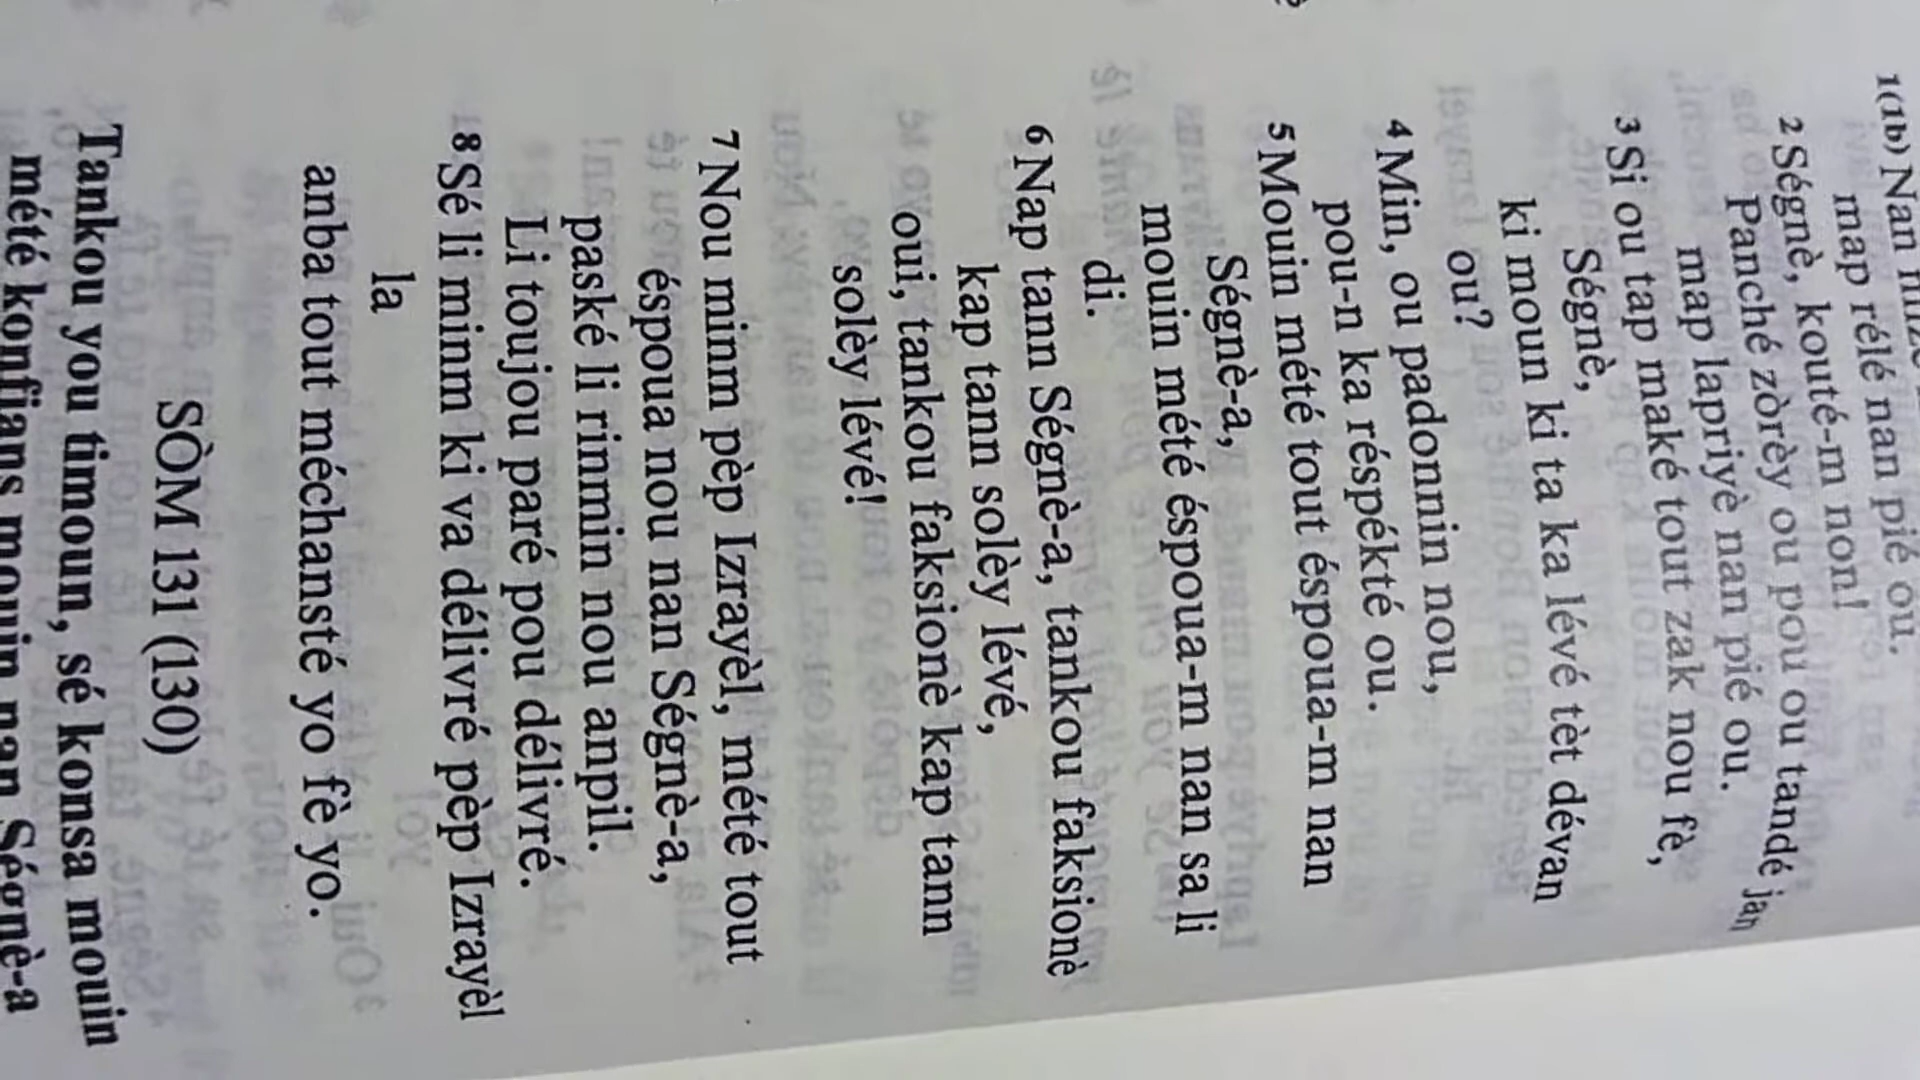 1(1b) Nan
map rélé nan pié ou.
2 Ségnè, kouté-m non!
Panché zòrèy ou pou ou tandé jan
map lapriyè nan pié ou.
3 Si ou tap maké tout zak nou fè,
Ségnè,
ki moun ki ta ka lévé tèt dévan
ou?
4 Min, ou padonnin nou,
pou-n ka réspékté ou.
5 Mouin mété tout éspoua-m nan
Ségnè-a,
mouin mété éspoua-m nan sa li
di.
6 Nap tann Ségnè-a, tankou faksionè
kap tann solèy lévé,
oui, tankou faksionè kap tann
solèy lévé!
7 Nou minm pèp Izrayèl, mété tout
éspoua nou nan Ségnè-a,
paské li rinmin nou anpil.
Li toujou paré pou délivré.
8 Sé li minm ki va délivré pèp Izrayèl
la
anba tout méchansté yo fè yo.
SÒM 131 (130)
Tankou you timoun, sé konsa mouin
mété konfians mouin nan Ségnè-a